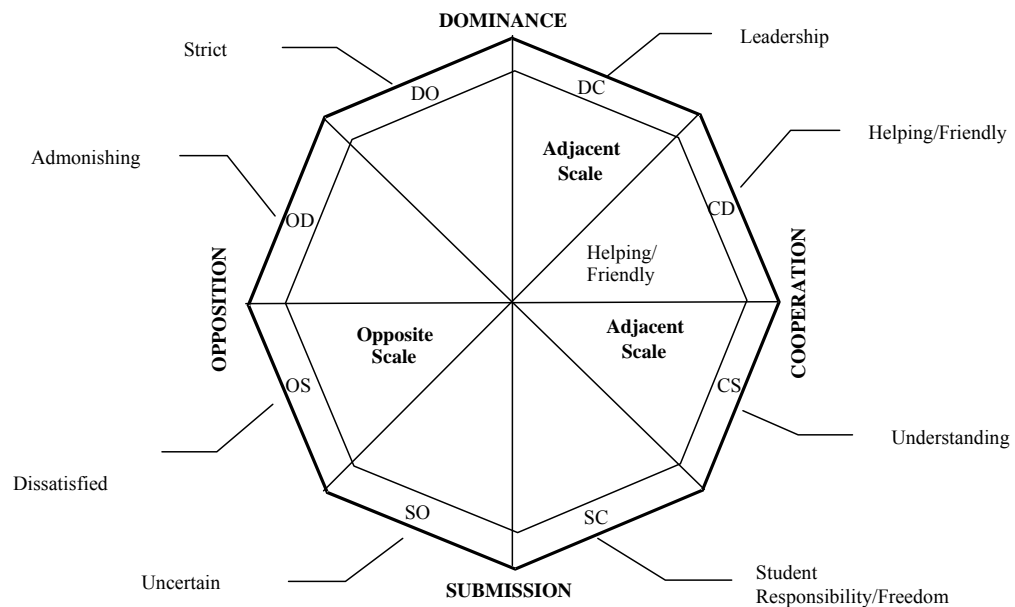 DOMINANCE
Strict
Leadership
DO
DC
Admonishing
Helping/Friendly
Adjacent
Scale
OD
CD
Helping/
Friendly
OPPOSITION
COOPERATION
Opposite
Scale
Adjacent
Scale
OS
CS
Understanding
Dissatisfied
SO
SC
Uncertain
SUBMISSION
Student
Responsibility/Freedom